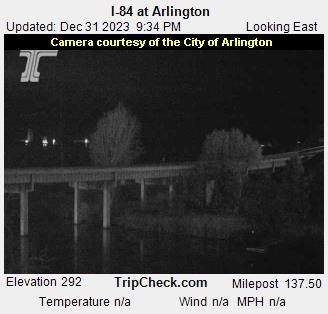 I-84 at Arlington
Updated: Dec 31 2023 9:34 PM Looking East
Camera courtesy of the City of Arlington
Elevation 292 TripCheck.com Milepost 137.50
Temperature n/a Wind n/a MPH n/a